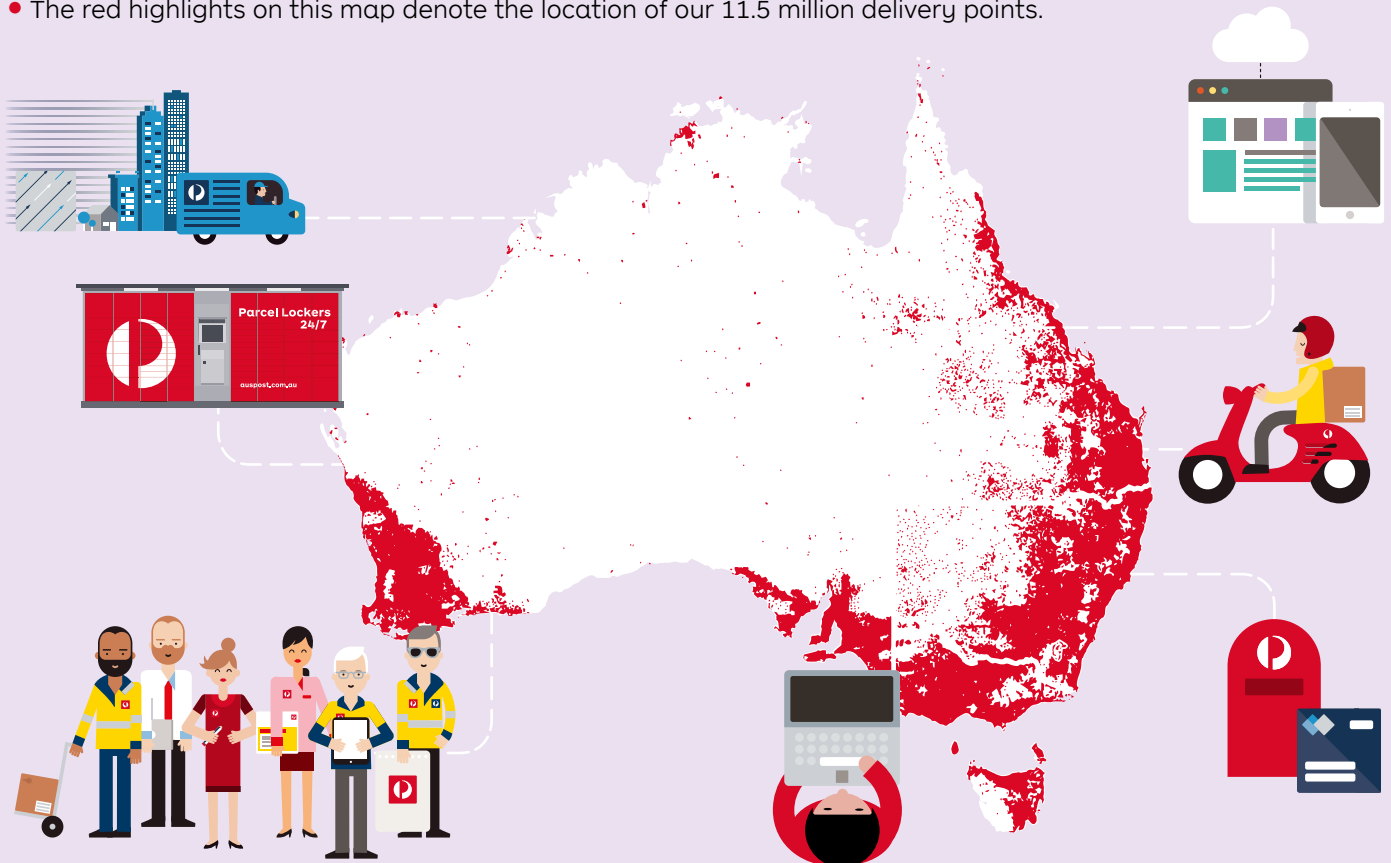 The red highlights on this map denote the location of our 11.5 million delivery points.
Parcel Lockers
24/7
auspost.com.au